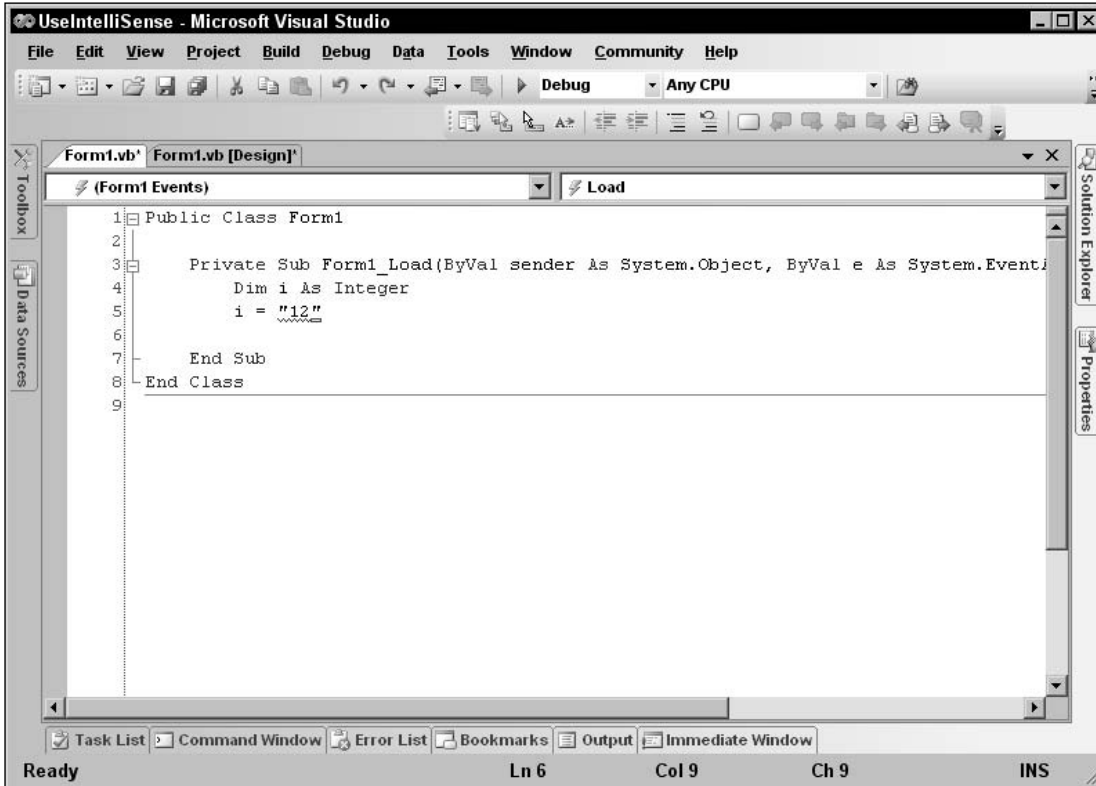 UseIntelliSense - Microsoft Visual Studio
File Edit View Project Build Debug Data Tools Window Community Help
Debug Any CPU
A
Toolbox
Data Sources
Form1.vb* Form1.vb [Design]*
(Form1 Events) Load
1 Public Class Form1
2
3 Private Sub Form1_Load(ByVal sender As System.Object, ByVal e As System.Event
4 Dim i As Integer
5 i = "12"
6
7 End Sub
8 End Class
9
Solution Explorer
Properties
Task List Command Window Error List Bookmarks Output Immediate Window
Ready Ln 6 Col 9 Ch 9 INS